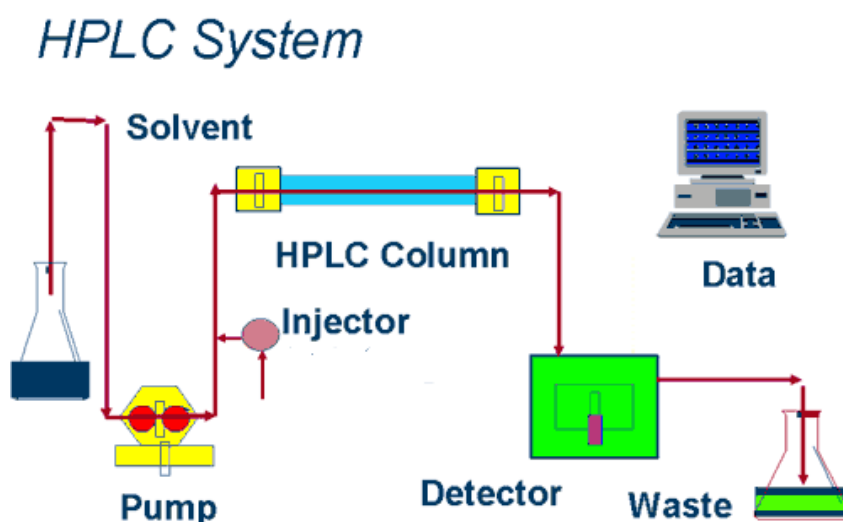 HPLC System
Solvent
HPLC Column
Data
Injector
Detector
Waste
Pump